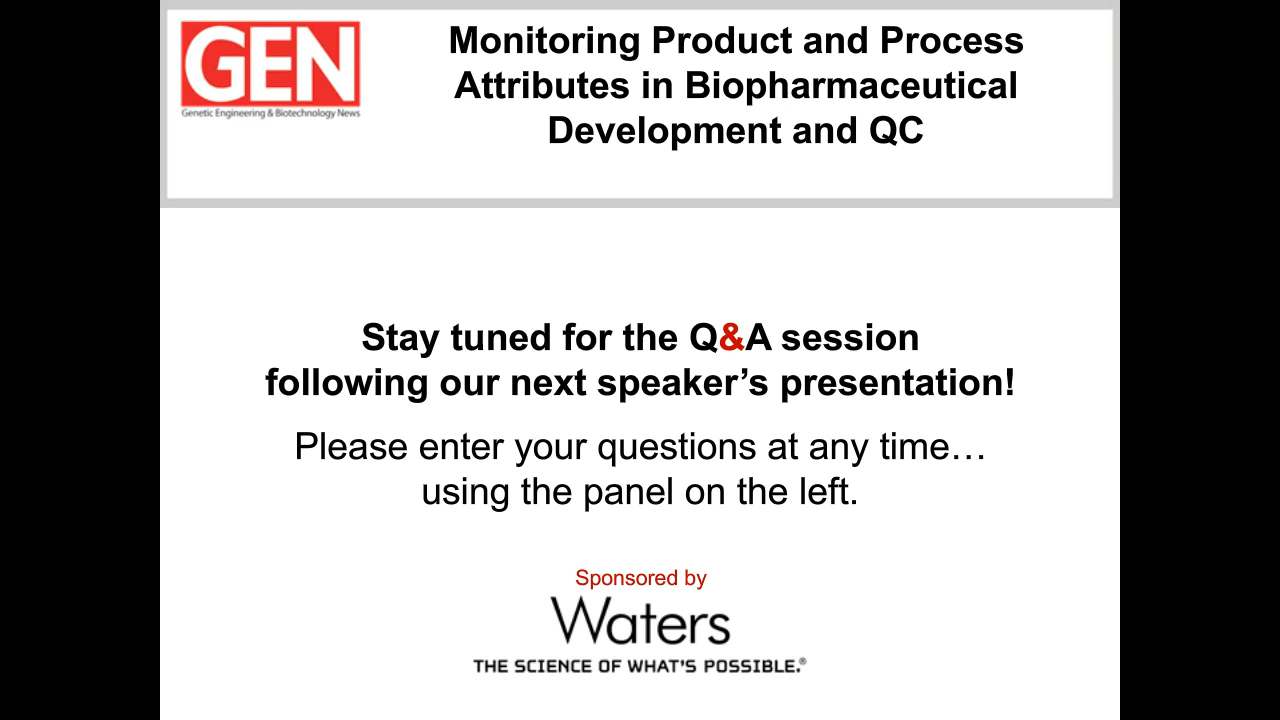 GEN
Genetic Engineering & Biotechnology News
Monitoring Product and Process
Attributes in Biopharmaceutical
Development and QC
Stay tuned for the Q&A session
following our next speaker’s presentation!
Please enter your questions at any time…
using the panel on the left.
Sponsored by
Waters
THE SCIENCE OF WHAT'S POSSIBLE.®